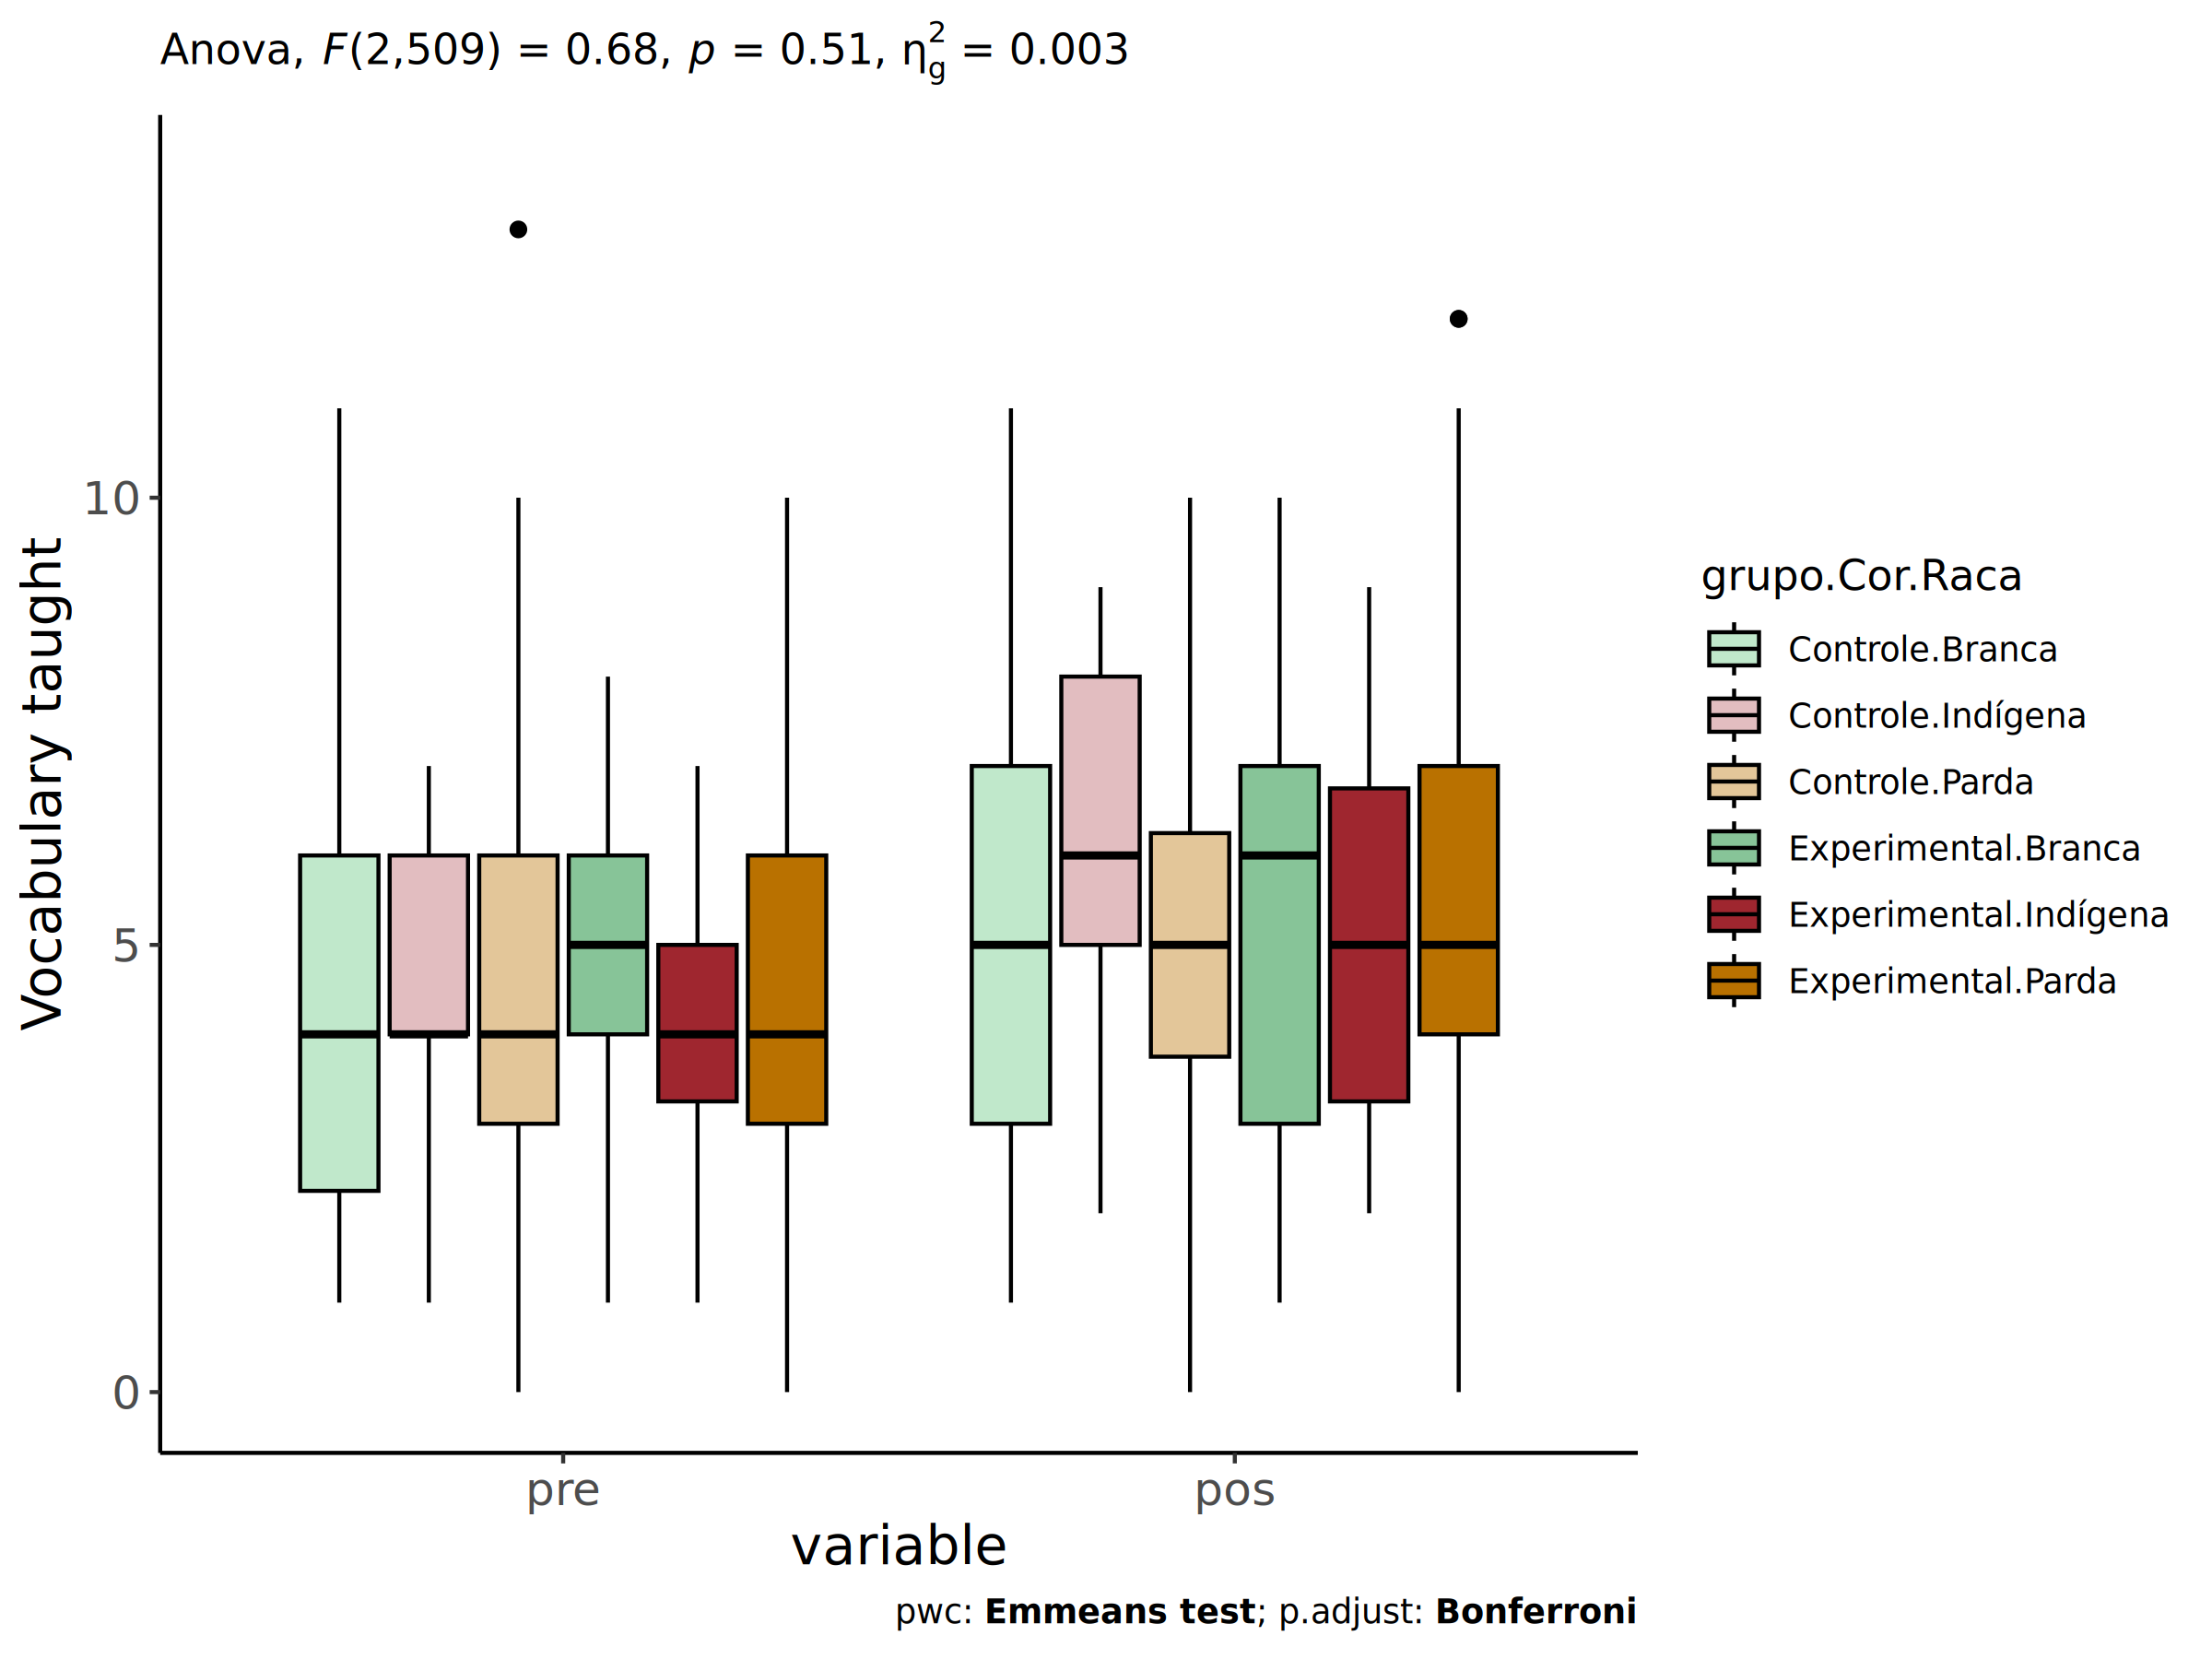 Anova, F(2,509) = 0.68, p = 0.51, η²g = 0.003
Vocabulary taught
10
5
0
pre
pos
variable
grupo.Cor.Raca
Controle.Branca
Controle.Indígena
Controle.Parda
Experimental.Branca
Experimental.Indígena
Experimental.Parda
pwc: Emmeans test; p.adjust: Bonferroni